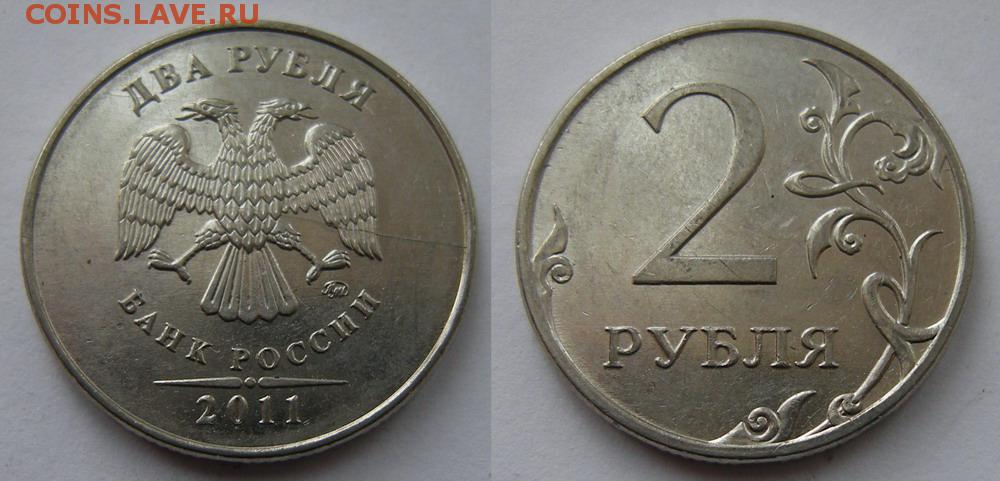 COINS.LAVE.RU
ДВА РУБЛЯ
БАНК РОССИИ
2011
2
РУБЛЯ